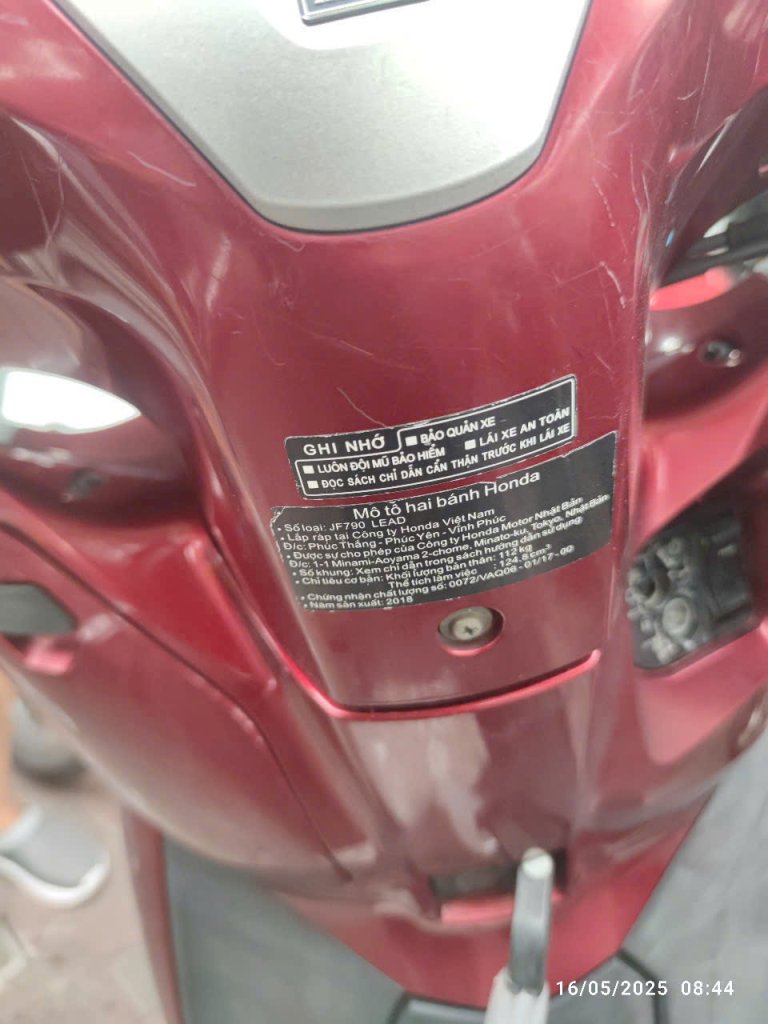 GHI NHỚ
■ BẢO QUẢN XE
■ LUÔN ĐỘI MŨ BẢO HIỂM ■ LÁI XE AN TOÀN
■ ĐỌC SÁCH CHỈ DẪN CẨN THẬN TRƯỚC KHI LÁI XE
Mô tô hai bánh Honda
• Số loại: JF790 LEAD
• Lắp ráp tại Công ty Honda Việt Nam
Đ/c: Phúc Thắng - Phúc Yên - Vĩnh Phúc
• Được sự cho phép của Công ty Honda Motor Nhật Bản
Đ/c: 1-1 Minami-Aoyama 2-chome, Minato-ku, Tokyo, Nhật Bản
• Số khung: Xem chỉ dẫn trong sách hướng dẫn sử dụng
• Chỉ tiêu cơ bản: Khối lượng bản thân: 112 kg
Thể tích làm việc : 124.8 cm³
• Chứng nhận chất lượng số: 0072/VAQ06 - 01/17 - 00
• Năm sản xuất: 2018
16/05/2025 08:44